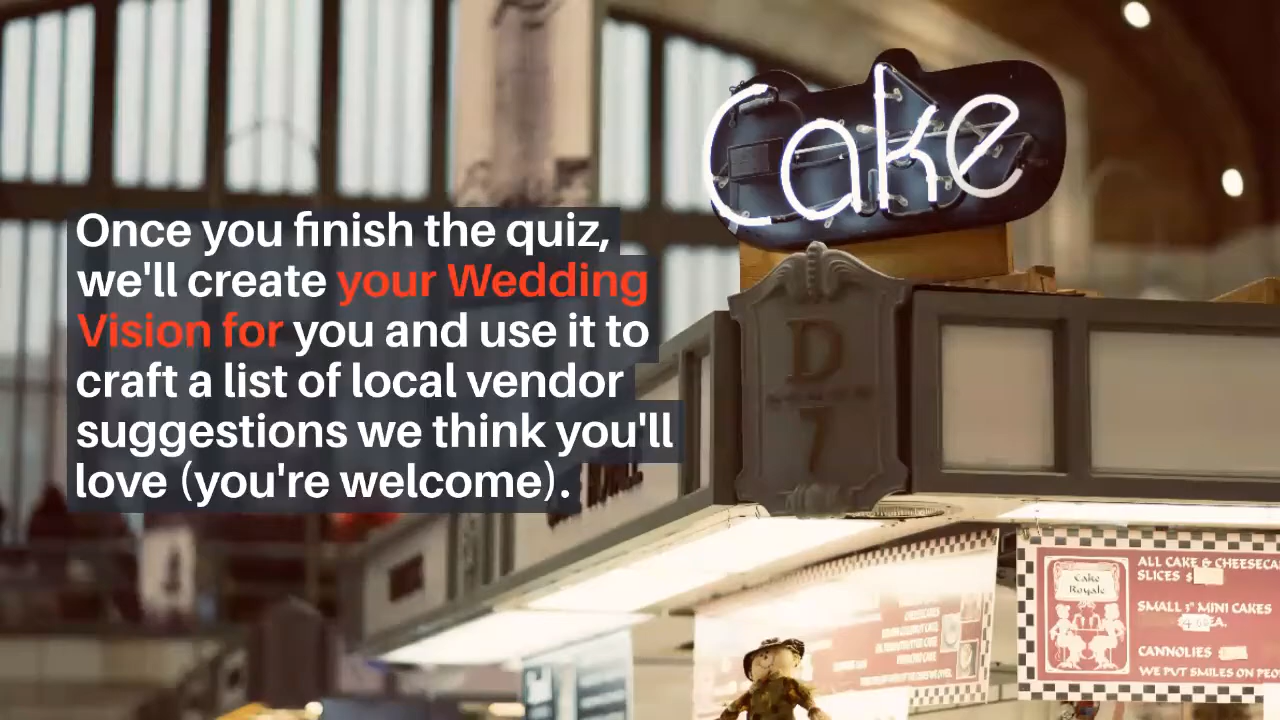 Cake
Once you finish the quiz,
we'll create your Wedding
Vision for you and use it to
craft a list of local vendor
suggestions we think you'll
love (you're welcome).
D
7
Cake
Royale
ALL CAKE & CHEESECA
SLICES $
SMALL 5" MINI CAKES
EA.
CANNOLIES
WE PUT SMILES ON PEO